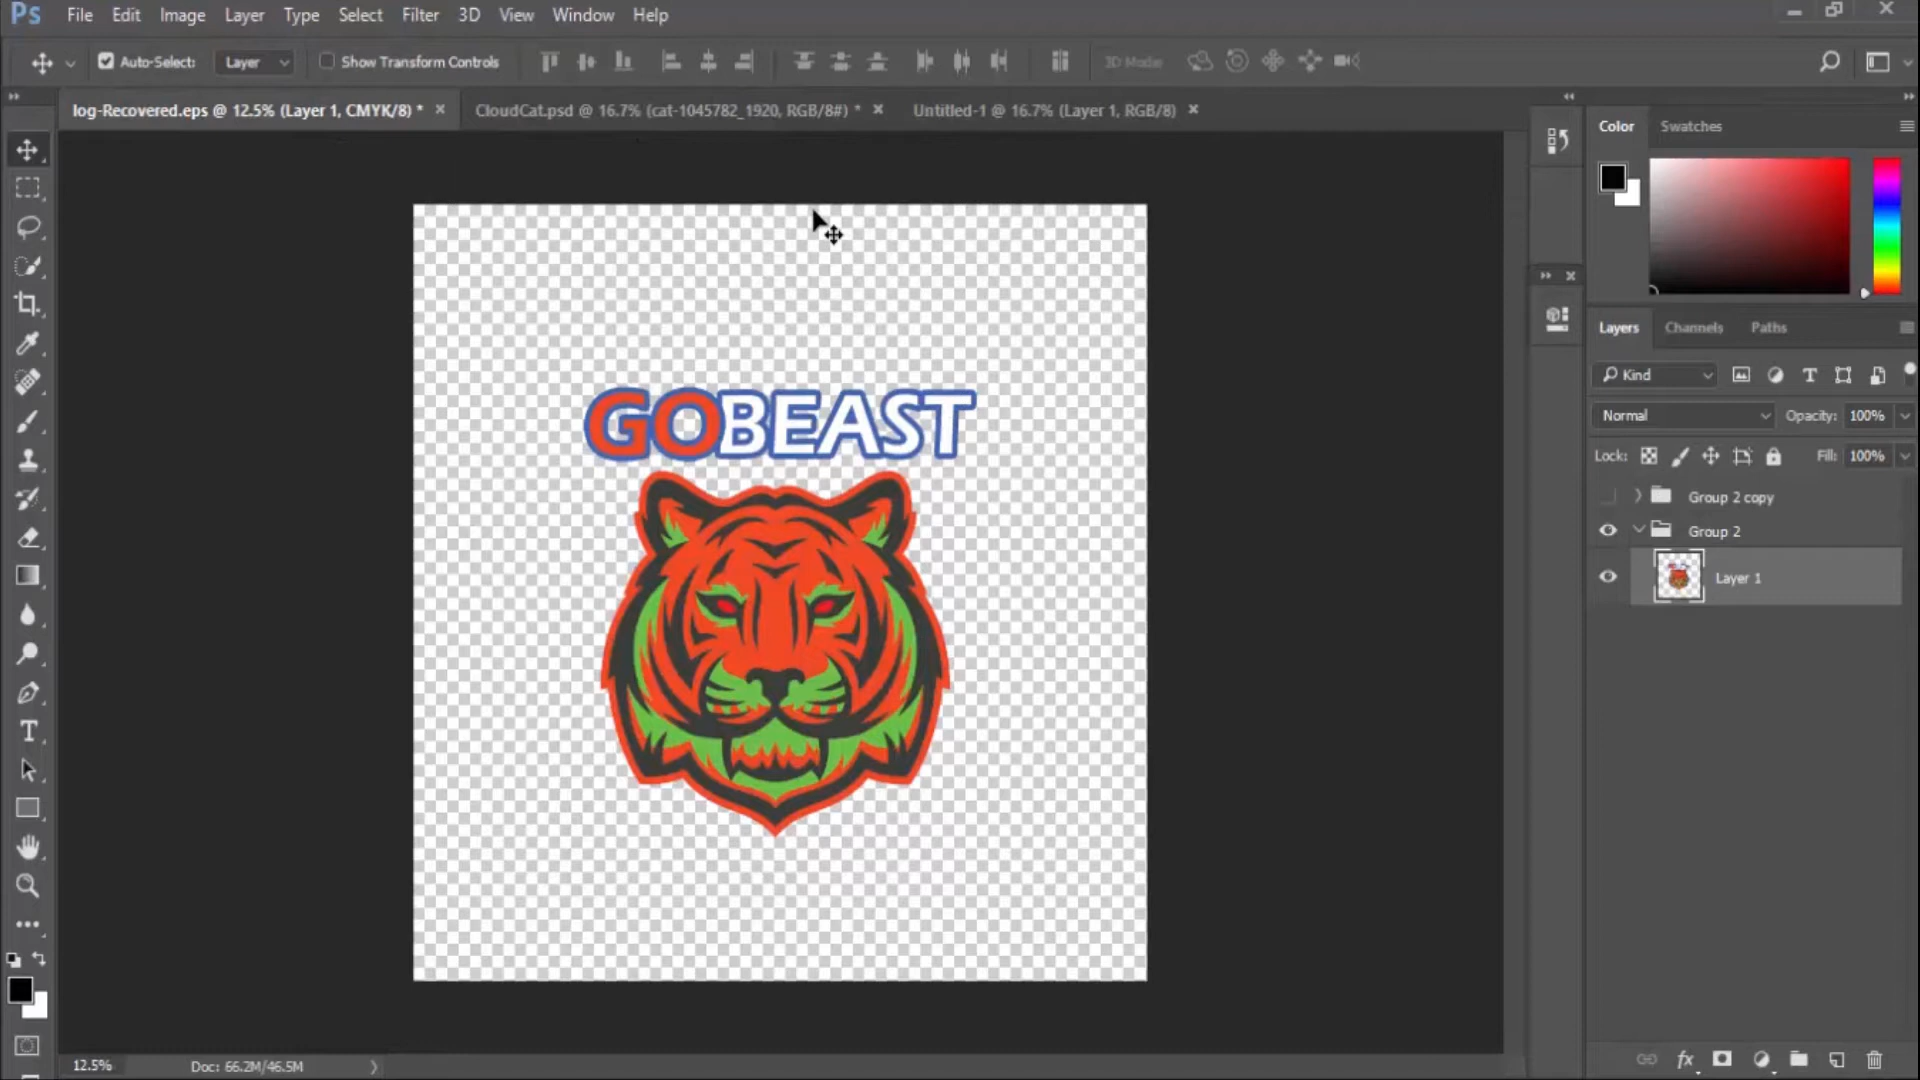 Ps File Edit Image Layer Type Select Filter 3D View Window Help
Auto-Select: Layer Show Transform Controls 3D Mode:
log-Recovered.eps @ 12.5% (Layer 1, CMYK/8) * CloudCat.psd @ 16.7% (cat-1045782_1920, RGB/8#) * Untitled-1 @ 16.7% (Layer 1, RGB/8)
Color Swatches
GOBEAST
Layers Channels Paths
Kind
Normal Opacity: 100%
Lock: Fill: 100%
Group 2 copy
Group 2
Layer 1
12.5% Doc: 66.2M/46.5M